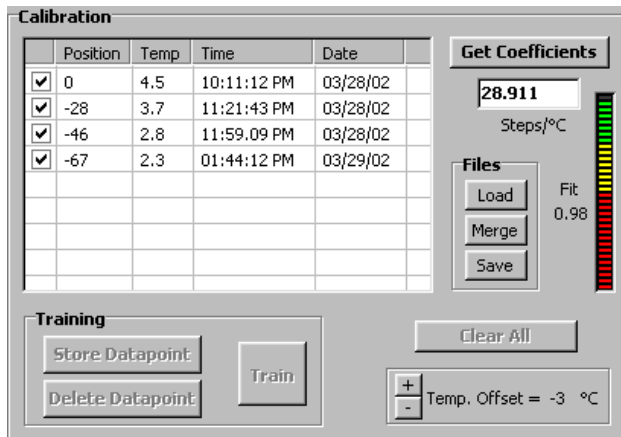 Calibration
Position Temp Time Date
0 4.5 10:11:12 PM 03/28/02
-28 3.7 11:21:43 PM 03/28/02
-46 2.8 11:59.09 PM 03/28/02
-67 2.3 01:44:12 PM 03/29/02
Get Coefficients
28.911
Steps/°C
Files
Load
Merge
Save
Fit
0.98
Training
Store Datapoint
Delete Datapoint
Train
Clear All
+
-
Temp. Offset = -3 °C